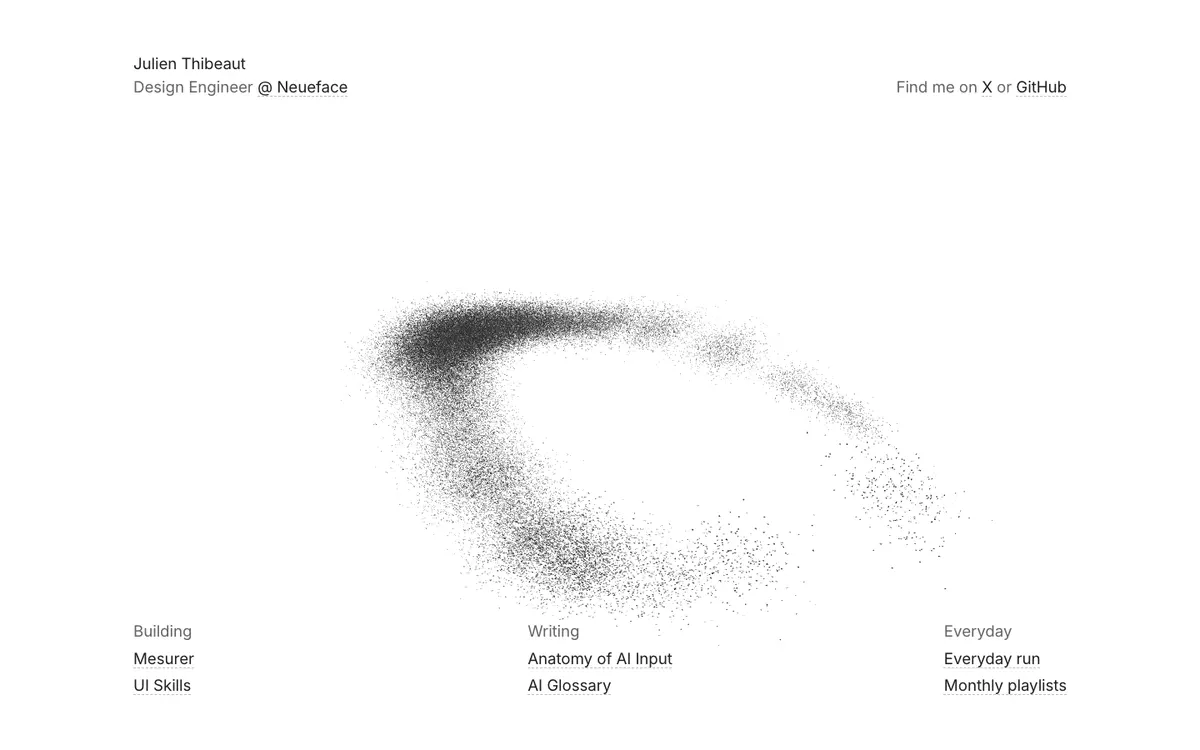 Julien Thibeaut
Design Engineer @ Neueface
Find me on X or GitHub
Building
Mesurer
UI Skills
Writing
Anatomy of AI Input
AI Glossary
Everyday
Everyday run
Monthly playlists